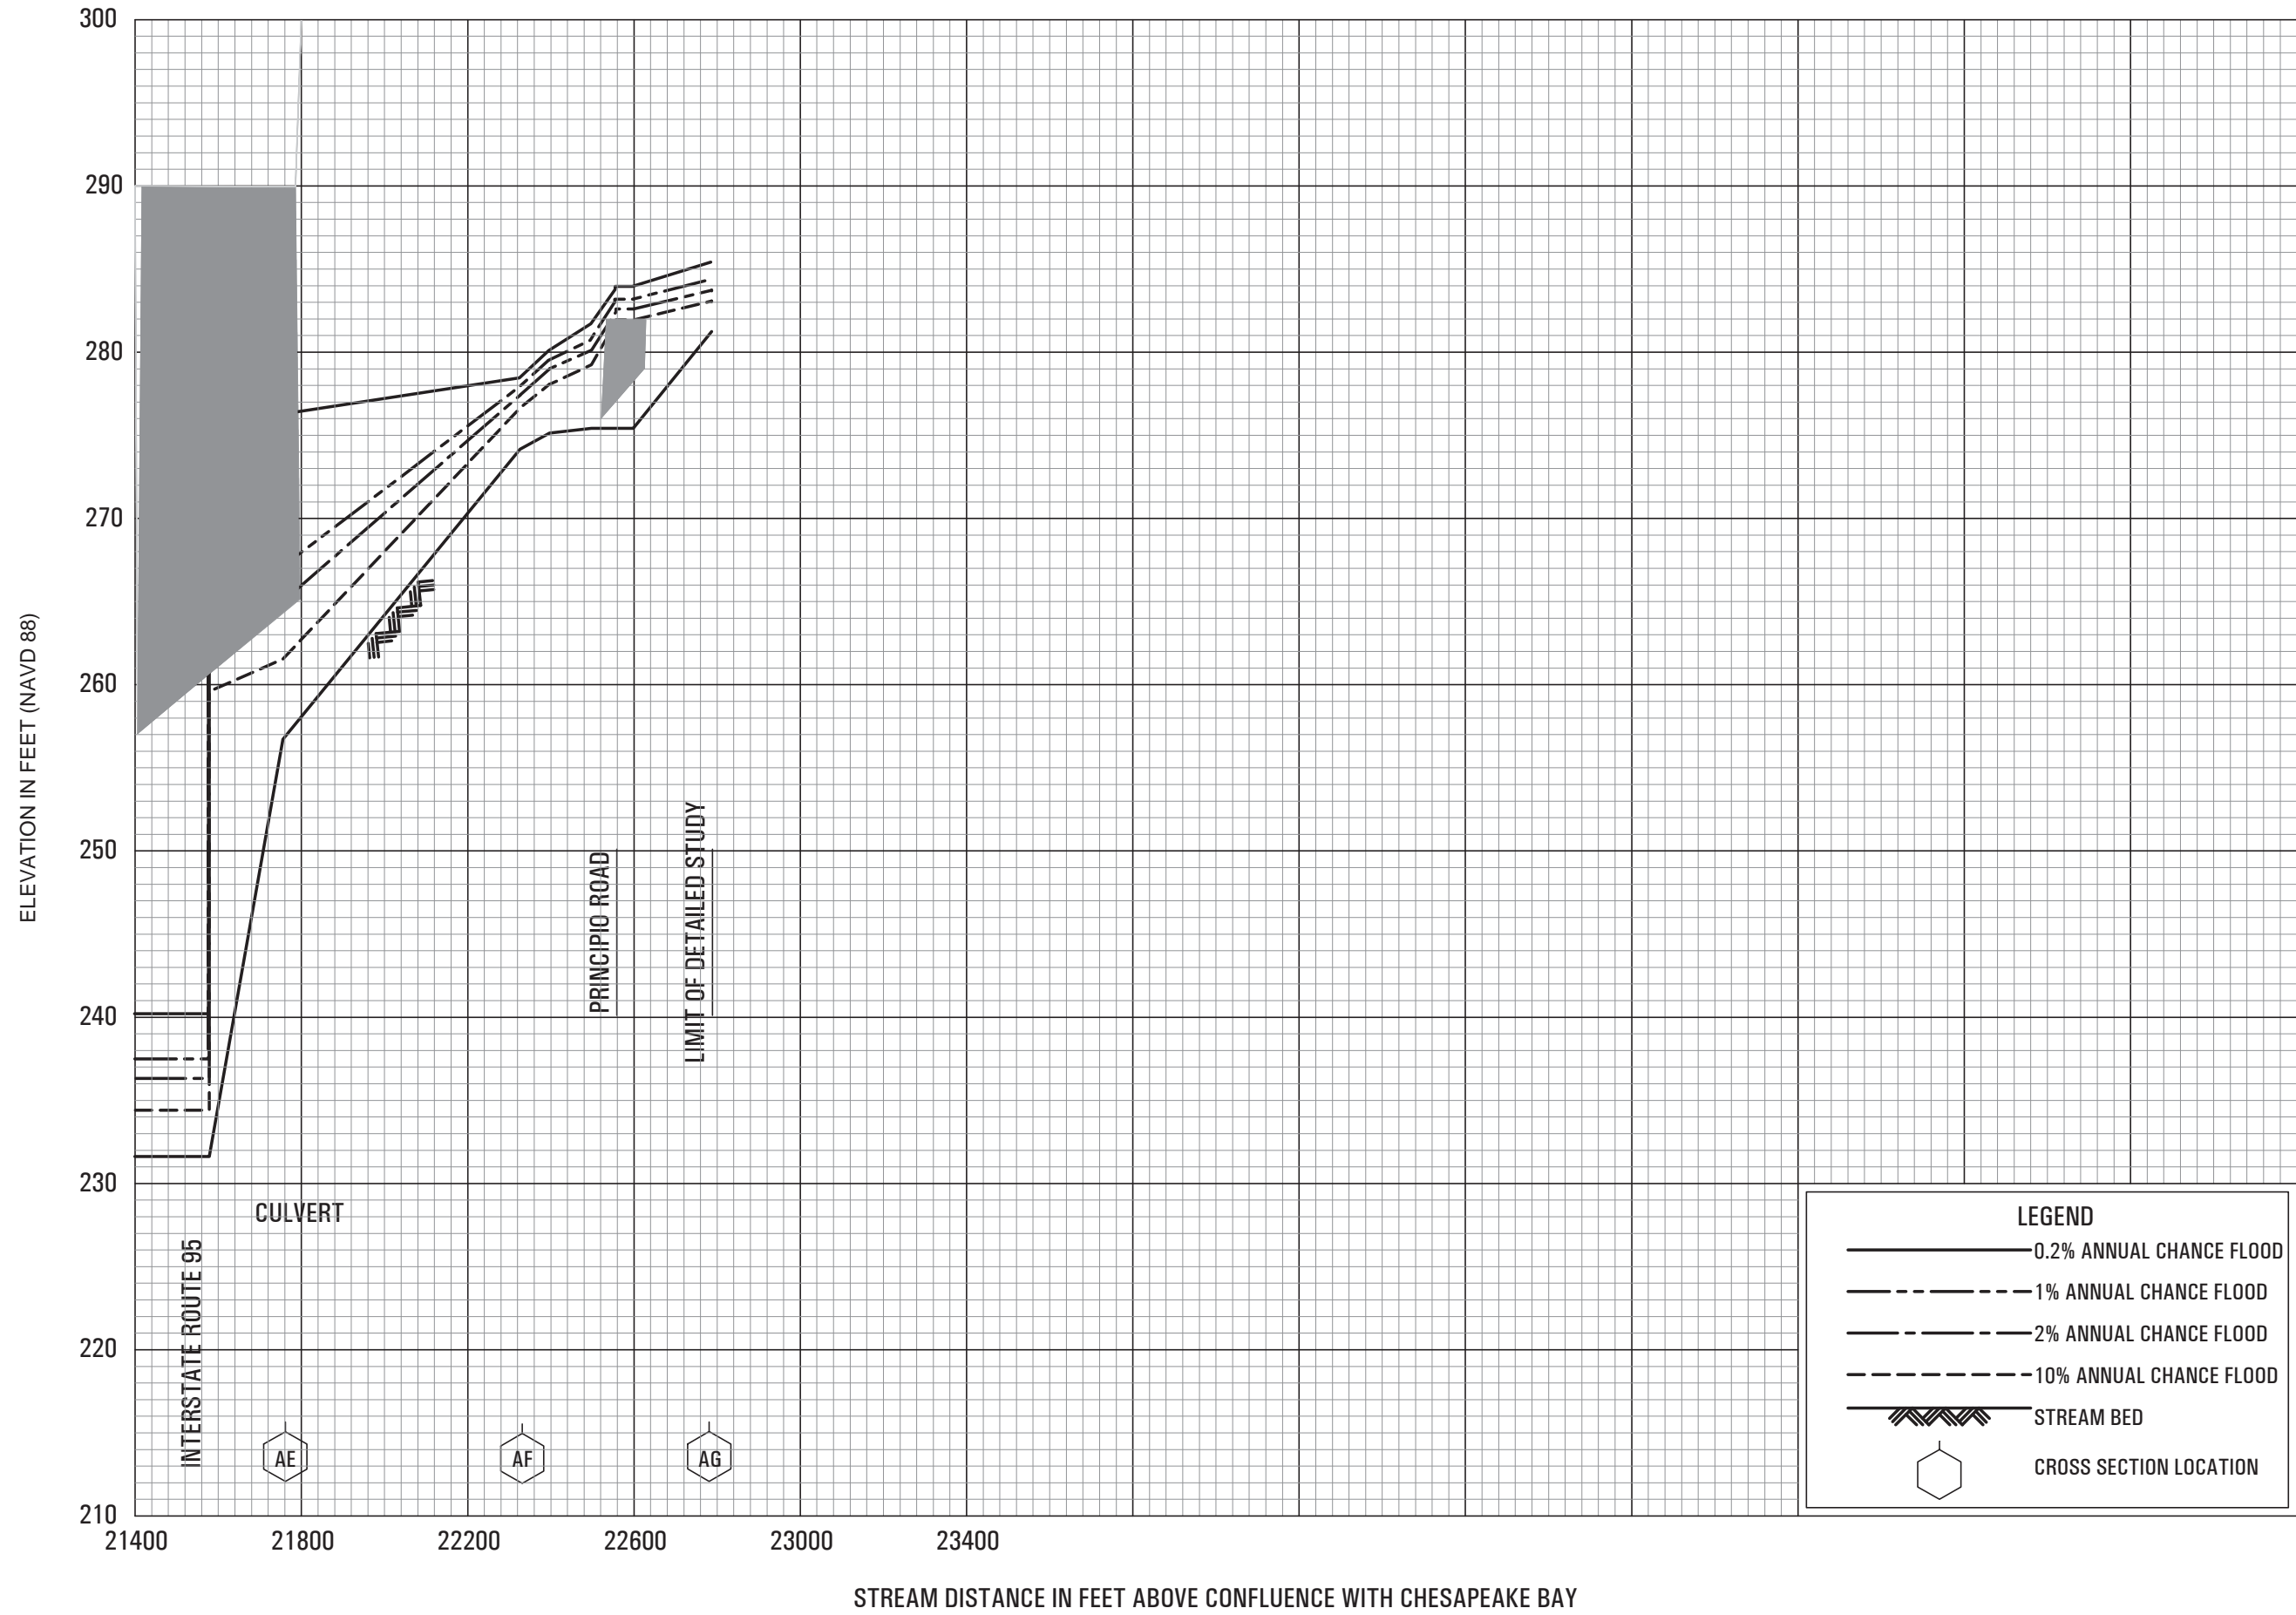 300
290
280
270
260
250
240
230
220
210
ELEVATION IN FEET (NAVD 88)
PRINCIPIO ROAD
LIMIT OF DETAILED STUDY
CULVERT
INTERSTATE ROUTE 95
AE
AF
AG
LEGEND
0.2% ANNUAL CHANCE FLOOD
1% ANNUAL CHANCE FLOOD
2% ANNUAL CHANCE FLOOD
10% ANNUAL CHANCE FLOOD
STREAM BED
CROSS SECTION LOCATION
21400 21800 22200 22600 23000 23400
STREAM DISTANCE IN FEET ABOVE CONFLUENCE WITH CHESAPEAKE BAY